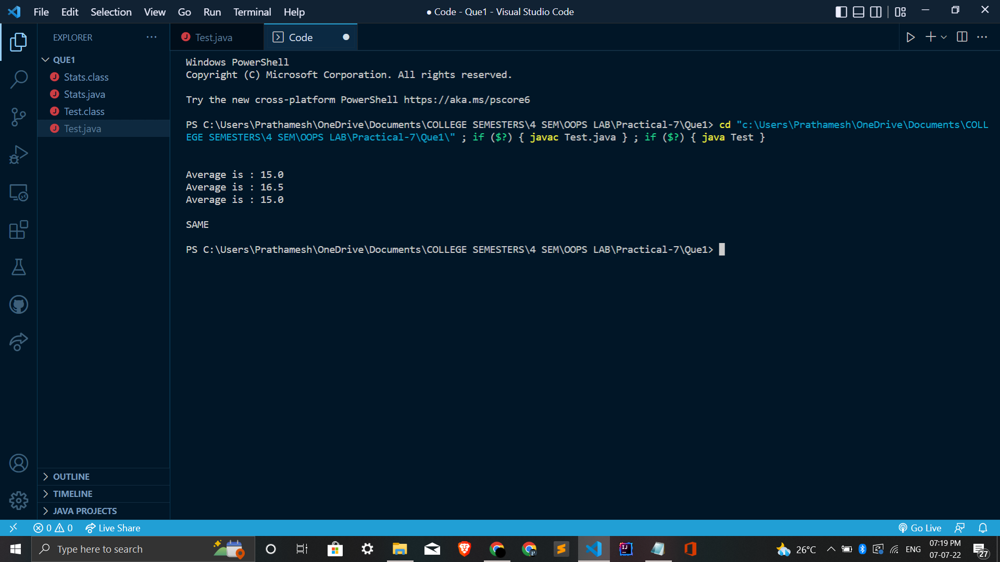 File Edit Selection View Go Run Terminal Help
● Code - Que1 - Visual Studio Code
EXPLORER
Test.java
Code
QUE1
Stats.class
Stats.java
Test.class
Test.java
Windows PowerShell
Copyright (C) Microsoft Corporation. All rights reserved.
Try the new cross-platform PowerShell https://aka.ms/pscore6
PS C:\Users\Prathamesh\OneDrive\Documents\COLLEGE SEMESTERS\4 SEM\OOPS LAB\Practical-7\Que1> cd "c:\Users\Prathamesh\OneDrive\Documents\COLL
EGE SEMESTERS\4 SEM\OOPS LAB\Practical-7\Que1\" ; if ($?) { javac Test.java } ; if ($?) { java Test }
Average is : 15.0
Average is : 16.5
Average is : 15.0
SAME
PS C:\Users\Prathamesh\OneDrive\Documents\COLLEGE SEMESTERS\4 SEM\OOPS LAB\Practical-7\Que1>
OUTLINE
TIMELINE
JAVA PROJECTS
0 0 Live Share
Go Live
Type here to search
26°C
ENG
07:19 PM
07-07-22
27